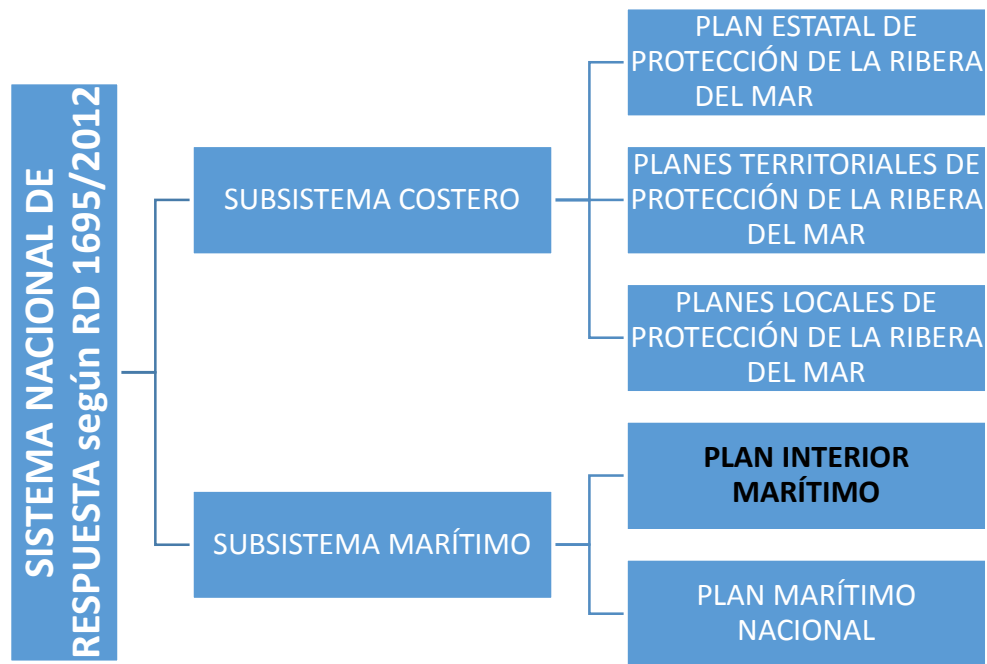 SISTEMA NACIONAL DE
RESPUESTA según RD 1695/2012
SUBSISTEMA COSTERO
PLAN ESTATAL DE
PROTECCIÓN DE LA RIBERA
DEL MAR
PLANES TERRITORIALES DE
PROTECCIÓN DE LA RIBERA
DEL MAR
PLANES LOCALES DE
PROTECCIÓN DE LA RIBERA
DEL MAR
SUBSISTEMA MARÍTIMO
PLAN INTERIOR
MARÍTIMO
PLAN MARÍTIMO
NACIONAL